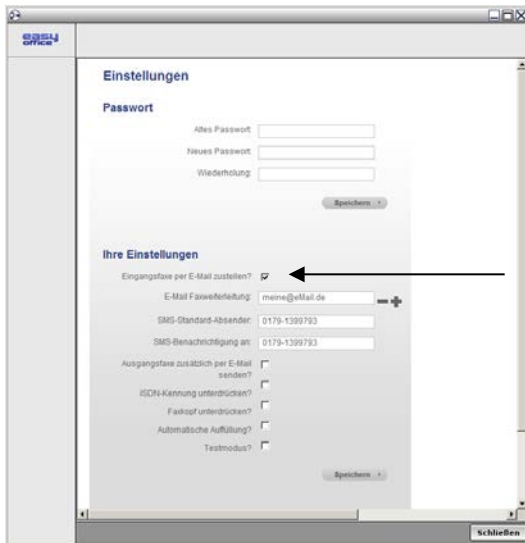 easy
office
Einstellungen
Passwort
Altes Passwort
Neues Passwort
Wiederholung:
Speichern
Ihre Einstellungen
Eingangsfaxe per E-Mail zustellen?
E-Mail Faxweiterleitung: meine@eMail.de
SMS-Standard-Absender: 0179-1399793
SMS-Benachrichtigung an: 0179-1399793
Ausgangsfaxe zusätzlich per E-Mail
senden?
ISDN-Kennung unterdrücken?
Faxkopf unterdrücken?
Automatische Auffüllung?
Testmodus?
Speichern
Schließen